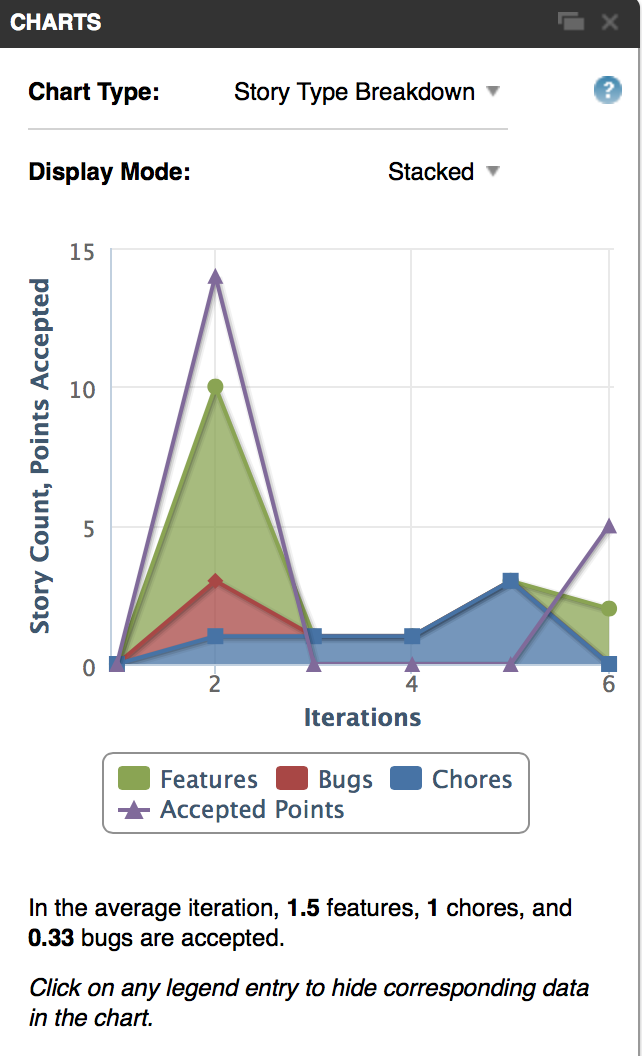 CHARTS
Chart Type: Story Type Breakdown ?
Display Mode: Stacked
Story Count, Points Accepted
15
10
5
0
2 4 6
Iterations
Features Bugs Chores
Accepted Points
In the average iteration, 1.5 features, 1 chores, and
0.33 bugs are accepted.
Click on any legend entry to hide corresponding data
in the chart.